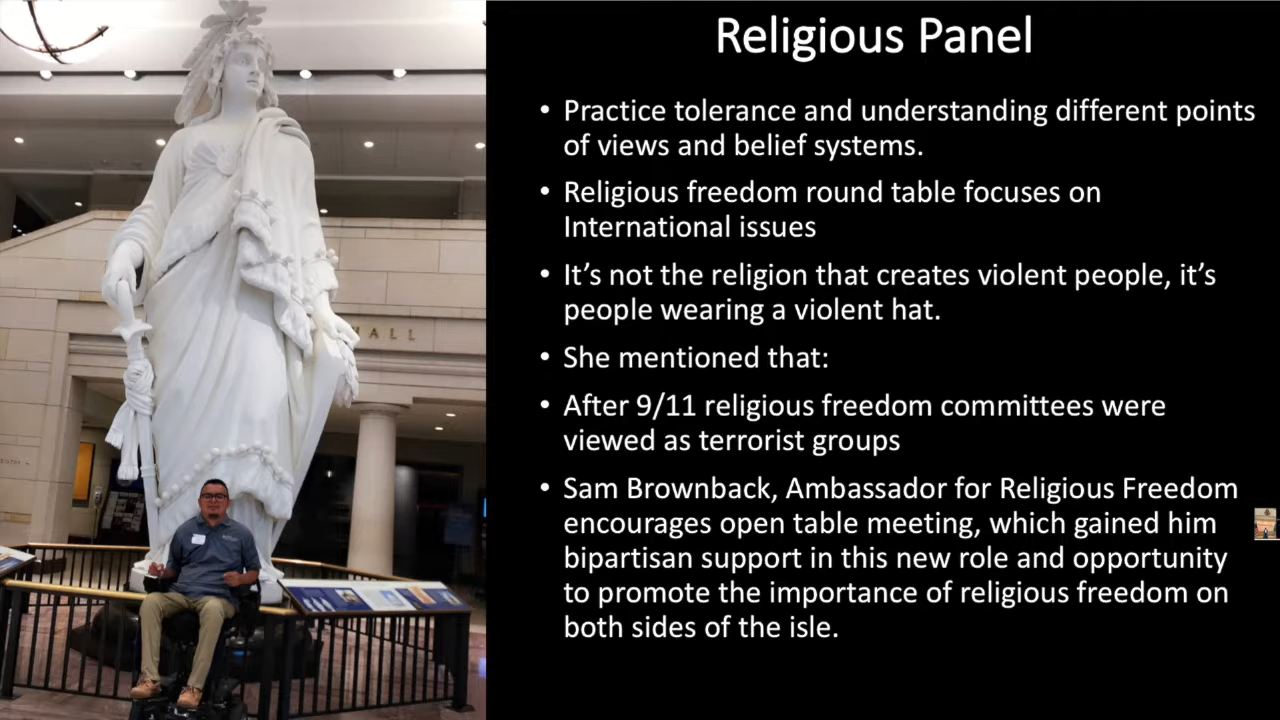 Religious Panel
• Practice tolerance and understanding different points
of views and belief systems.
• Religious freedom round table focuses on
International issues
• It’s not the religion that creates violent people, it’s
people wearing a violent hat.
• She mentioned that:
• After 9/11 religious freedom committees were
viewed as terrorist groups
• Sam Brownback, Ambassador for Religious Freedom
encourages open table meeting, which gained him
bipartisan support in this new role and opportunity
to promote the importance of religious freedom on
both sides of the isle.
HALL